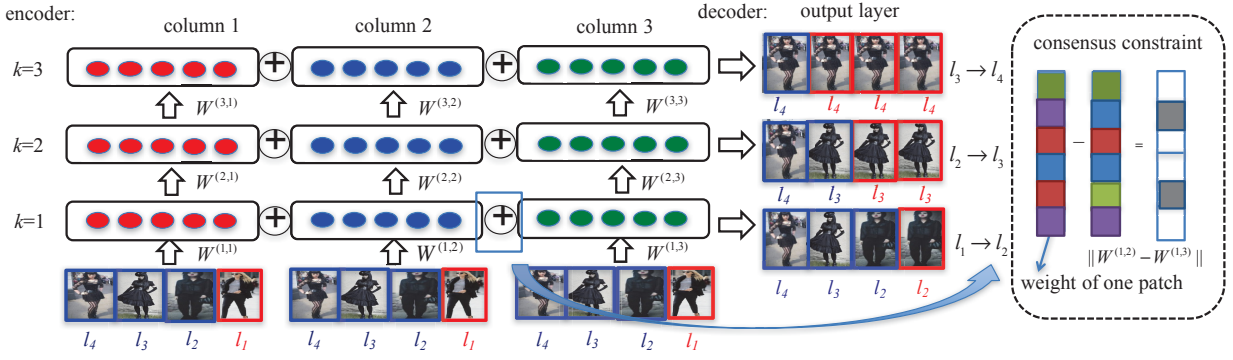 encoder:
column 1
column 2
column 3
decoder:
output layer
consensus constraint
k=3
+
+
l3 → l4
W(3,1)
W(3,2)
W(3,3)
l4
l4
l4
l4
k=2
+
+
l2 → l3
-
=
W(2,1)
W(2,2)
W(2,3)
l4
l3
l3
l3
k=1
+
+
l1 → l2
W(1,1)
W(1,2)
W(1,3)
|| W(1,2) – W(1,3) ||
l4
l3
l2
l2
weight of one patch
l4
l3
l2
l1
l4
l3
l2
l1
l4
l3
l2
l1